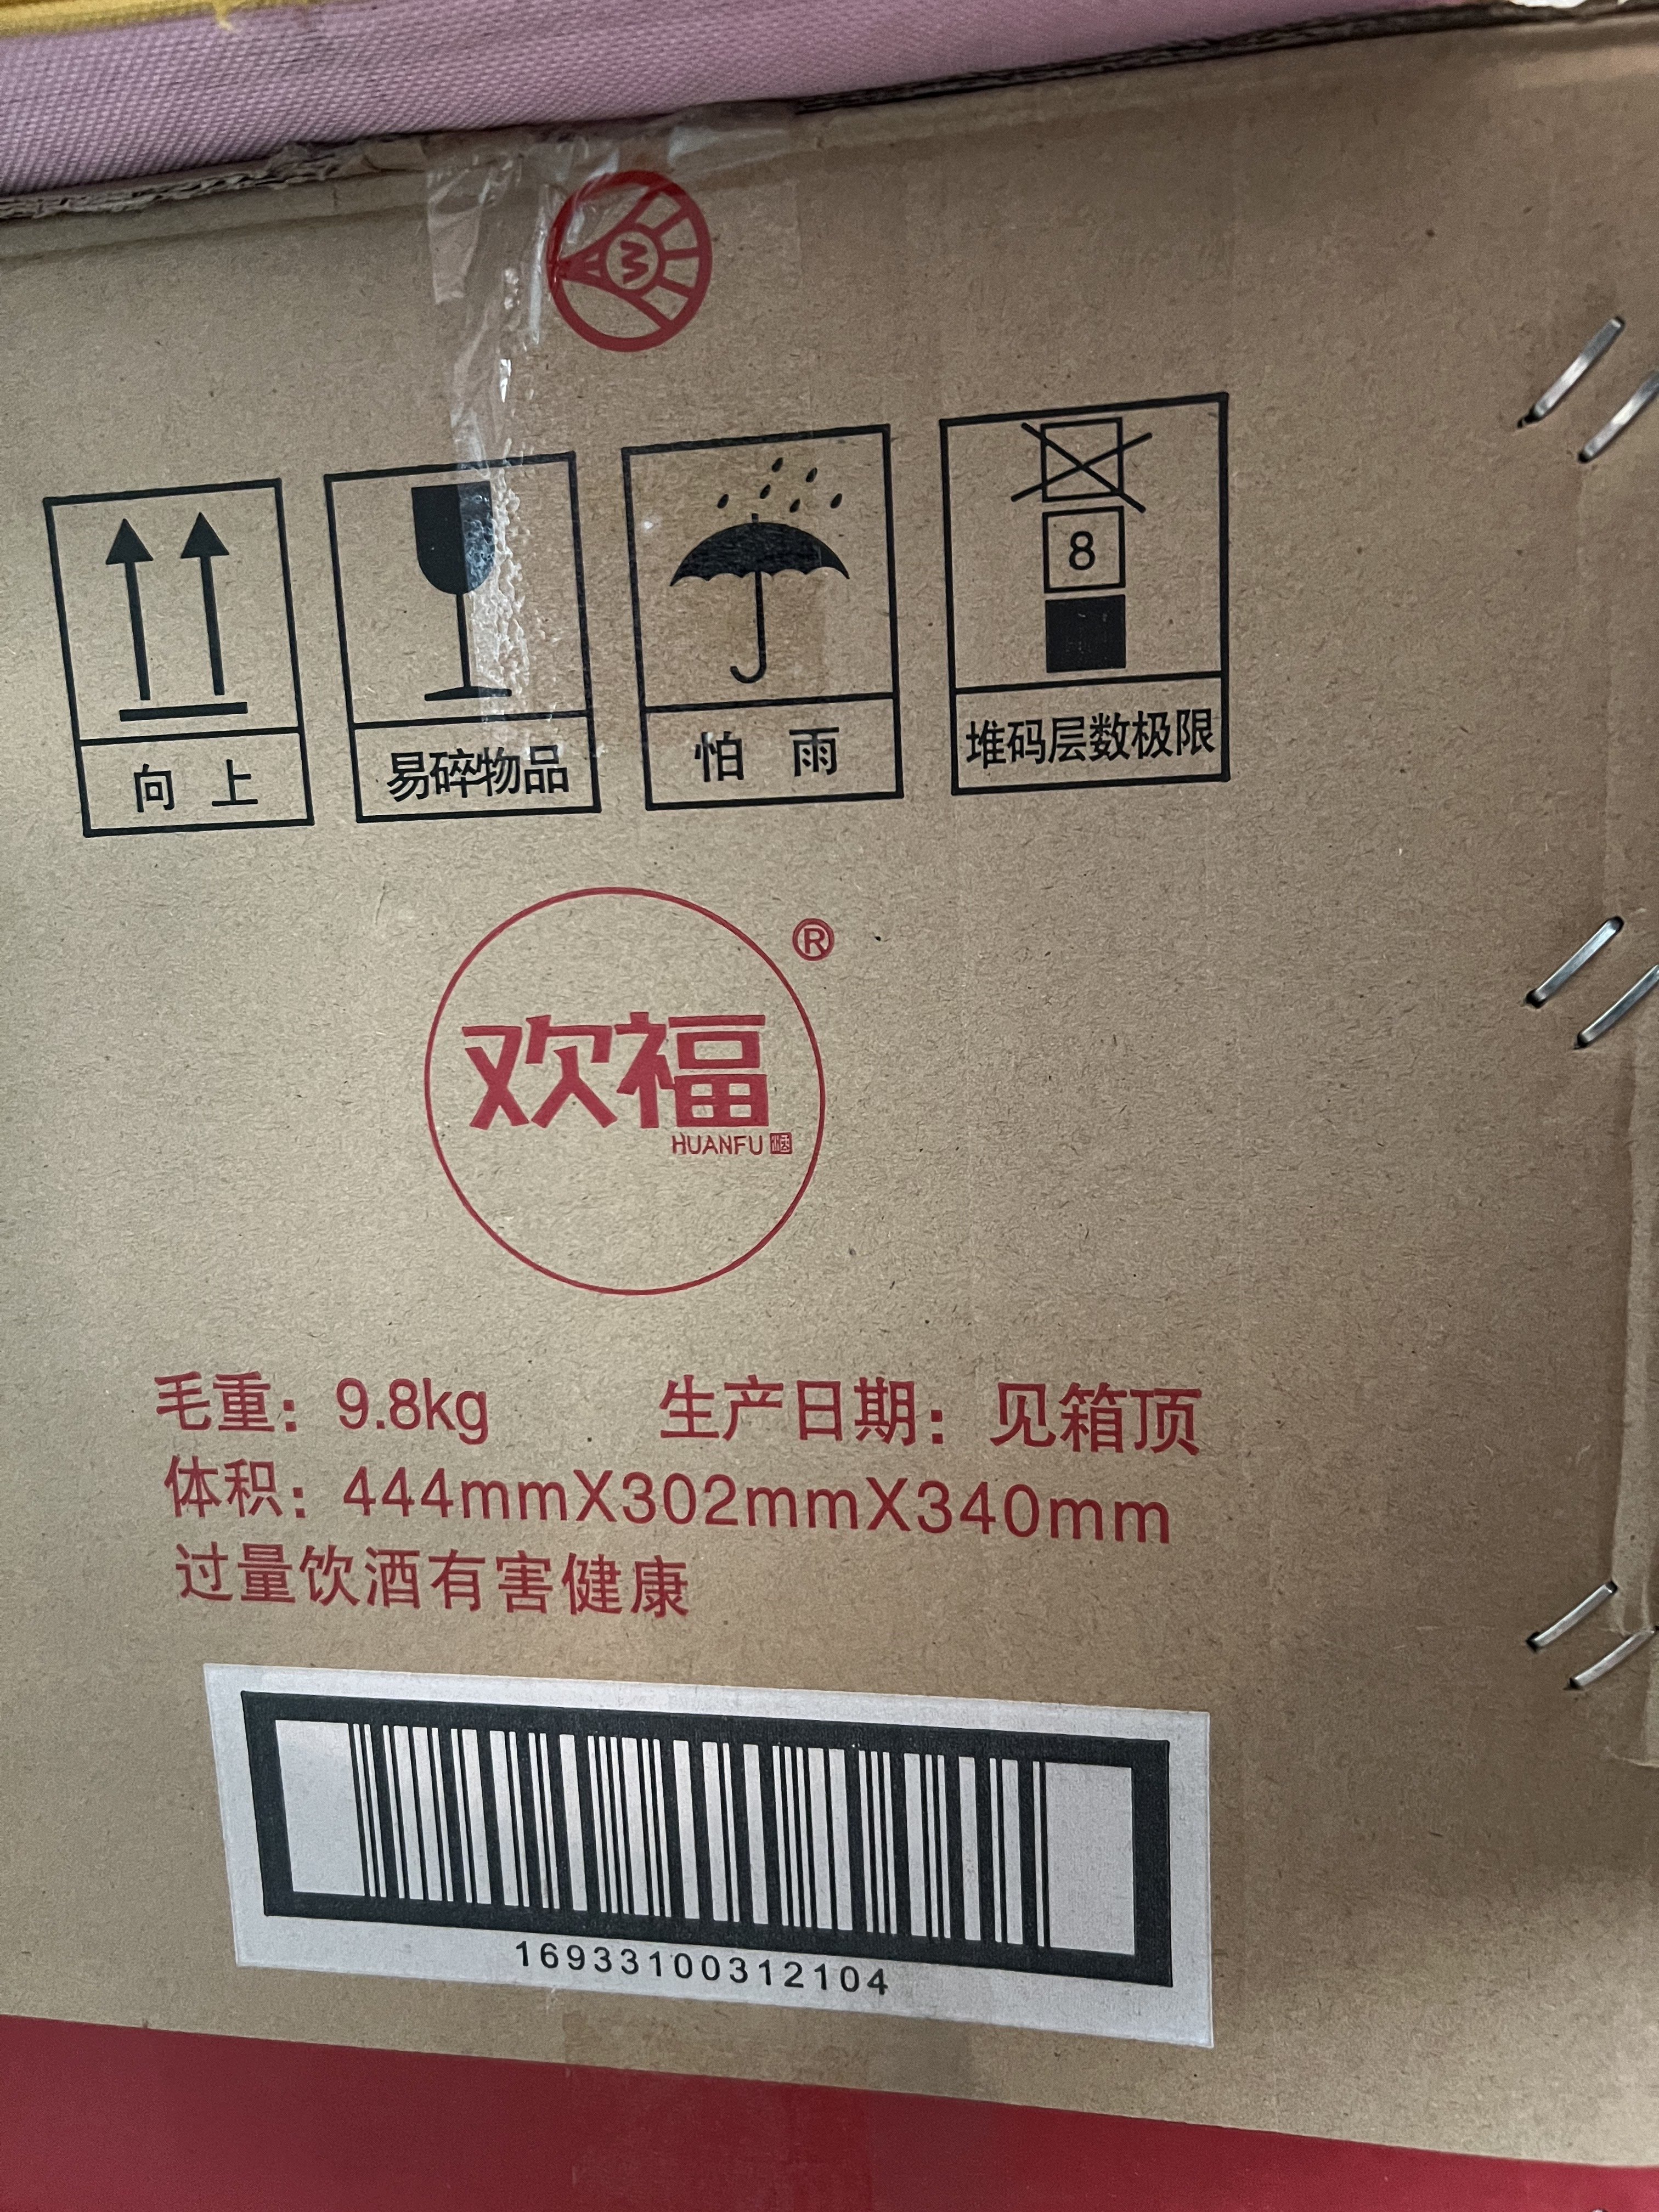 8
向上
易碎物品
怕雨
堆码层数极限
®
欢福
HUANFU
毛重：9.8kg 生产日期：见箱顶
体积：444mmX302mmX340mm
过量饮酒有害健康
16933100312104